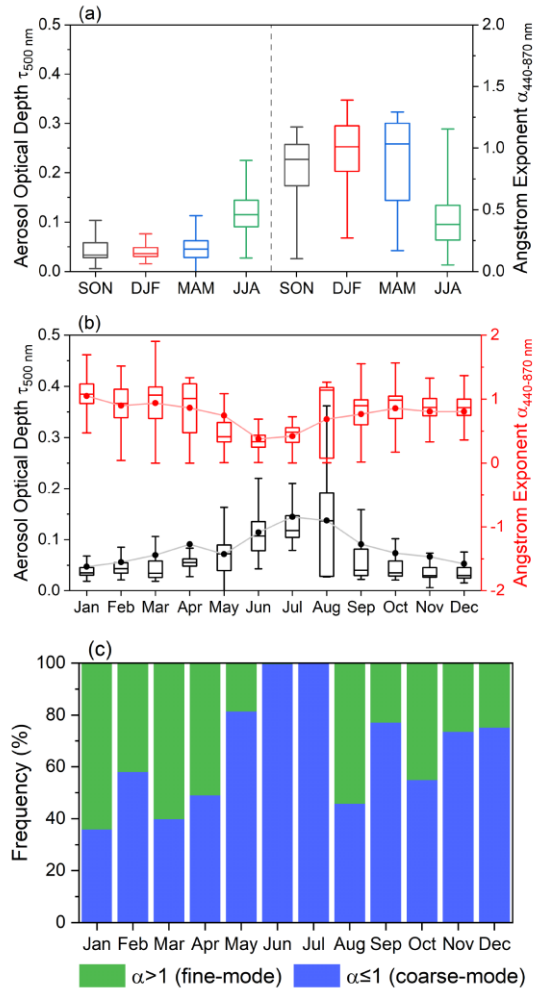 (a)
Aerosol Optical Depth τ500 nm
0.5
0.4
0.3
0.2
0.1
0.0
2.0
1.5
1.0
0.5
0.0
Angstrom Exponent α440-870 nm
SON DJF MAM JJA SON DJF MAM JJA
(b)
Aerosol Optical Depth τ500 nm
0.5
0.4
0.3
0.2
0.1
0.0
2
1
0
-1
-2
Angstrom Exponent α440-870 nm
Jan Feb Mar Apr May Jun Jul Aug Sep Oct Nov Dec
(c)
Frequency (%)
100
80
60
40
20
0
Jan Feb Mar Apr May Jun Jul Aug Sep Oct Nov Dec
α>1 (fine-mode) α≤1 (coarse-mode)